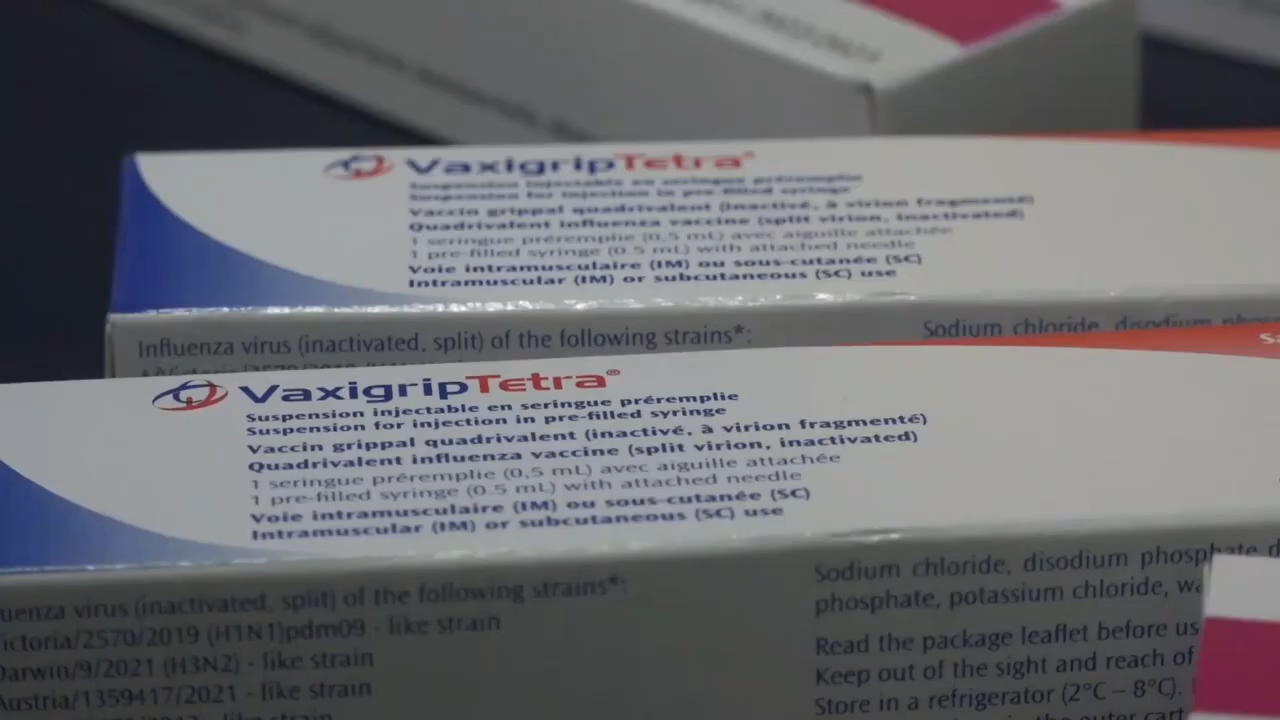 VaxigripTetra®
Suspension injectable en seringue préremplie
Suspension for injection in pre-filled syringe
Vaccin grippal quadrivalent (inactivé, à virion fragmenté)
Quadrivalent influenza vaccine (split virion, inactivated)
1 seringue préremplie (0,5 mL) avec aiguille attachée
1 pre-filled syringe (0.5 mL) with attached needle
Voie intramusculaire (IM) ou sous-cutanée (SC)
Intramuscular (IM) or subcutaneous (SC) use
Influenza virus (inactivated, split) of the following strains*:
Sodium chloride, disodium
VaxigripTetra®
Suspension injectable en seringue préremplie
Suspension for injection in pre-filled syringe
Vaccin grippal quadrivalent (inactivé, à virion fragmenté)
Quadrivalent influenza vaccine (split virion, inactivated)
1 seringue préremplie (0,5 mL) avec aiguille attachée
1 pre-filled syringe (0.5 mL) with attached needle
Voie intramusculaire (IM) ou sous-cutanée (SC)
Intramuscular (IM) or subcutaneous (SC) use
uenza virus (inactivated, split) of the following strains*:
ictoria/2570/2019 (H1N1)pdm09 - like strain
Darwin/9/2021 (H3N2) - like strain
Austria/1359417/2021 - like strain
like strain
Sodium chloride, disodium phosphate d
phosphate, potassium chloride, wa
Read the package leaflet before us
Keep out of the sight and reach of
Store in a refrigerator (2°C – 8°C).
in the outer cart